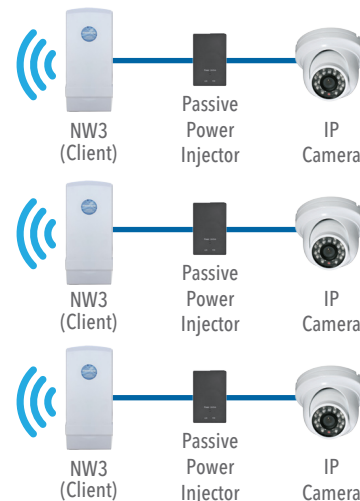 NW3
(Client)
Passive
Power
Injector
IP
Camera
NW3
(Client)
Passive
Power
Injector
IP
Camera
NW3
(Client)
Passive
Power
Injector
IP
Camera